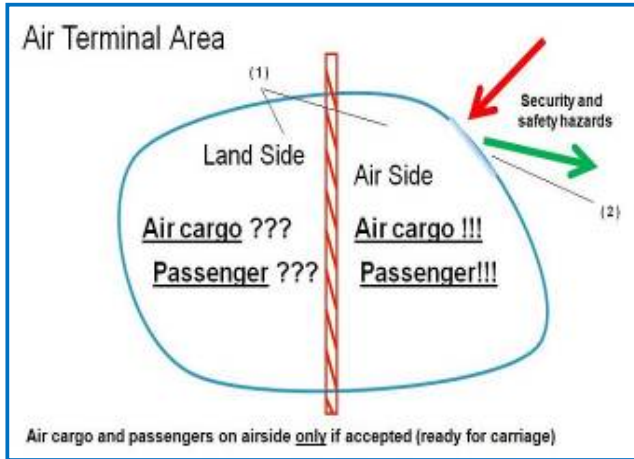 Air Terminal Area
(1)
Security and
safety hazards
Land Side
Air Side
(2)
Air cargo ???
Air cargo !!!
Passenger ???
Passenger!!!
Air cargo and passengers on airside only if accepted (ready for carriage)